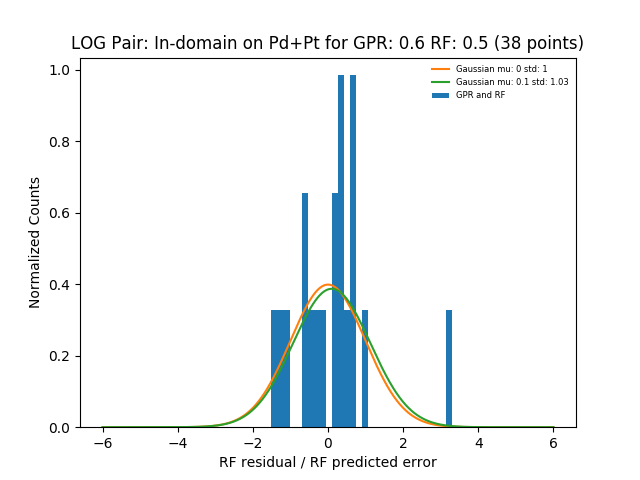 LOG Pair: In-domain on Pd+Pt for GPR: 0.6 RF: 0.5 (38 points)
Gaussian mu: 0 std: 1
Gaussian mu: 0.1 std: 1.03
GPR and RF
Normalized Counts
1.0
0.8
0.6
0.4
0.2
0.0
−6 −4 −2 0 2 4 6
RF residual / RF predicted error